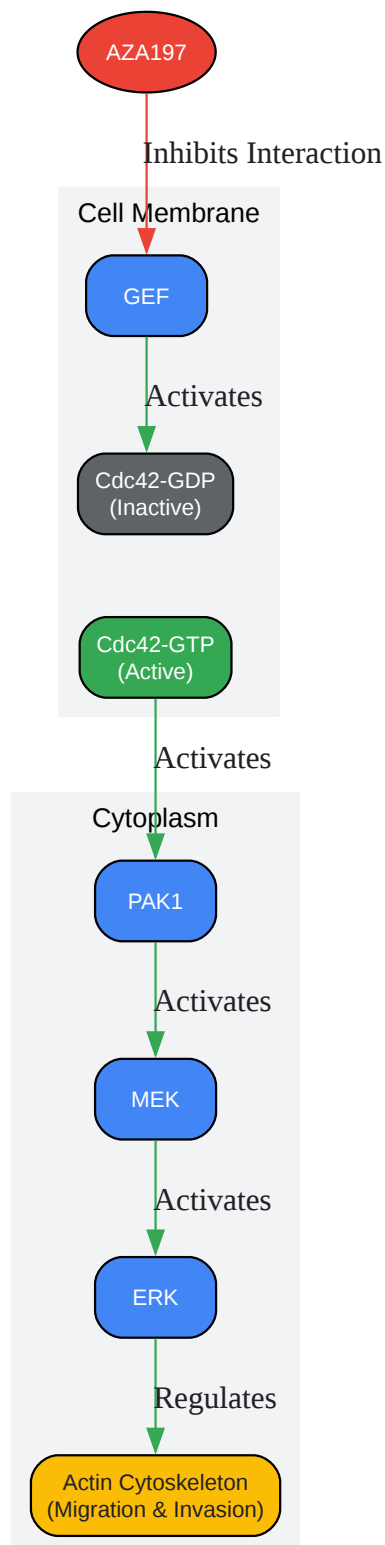 AZA197
Inhibits Interaction
Cell Membrane
GEF
Activates
Cdc42-GDP
(Inactive)
Cdc42-GTP
(Active)
Activates
Cytoplasm
PAK1
Activates
MEK
Activates
ERK
Regulates
Actin Cytoskeleton
(Migration & Invasion)